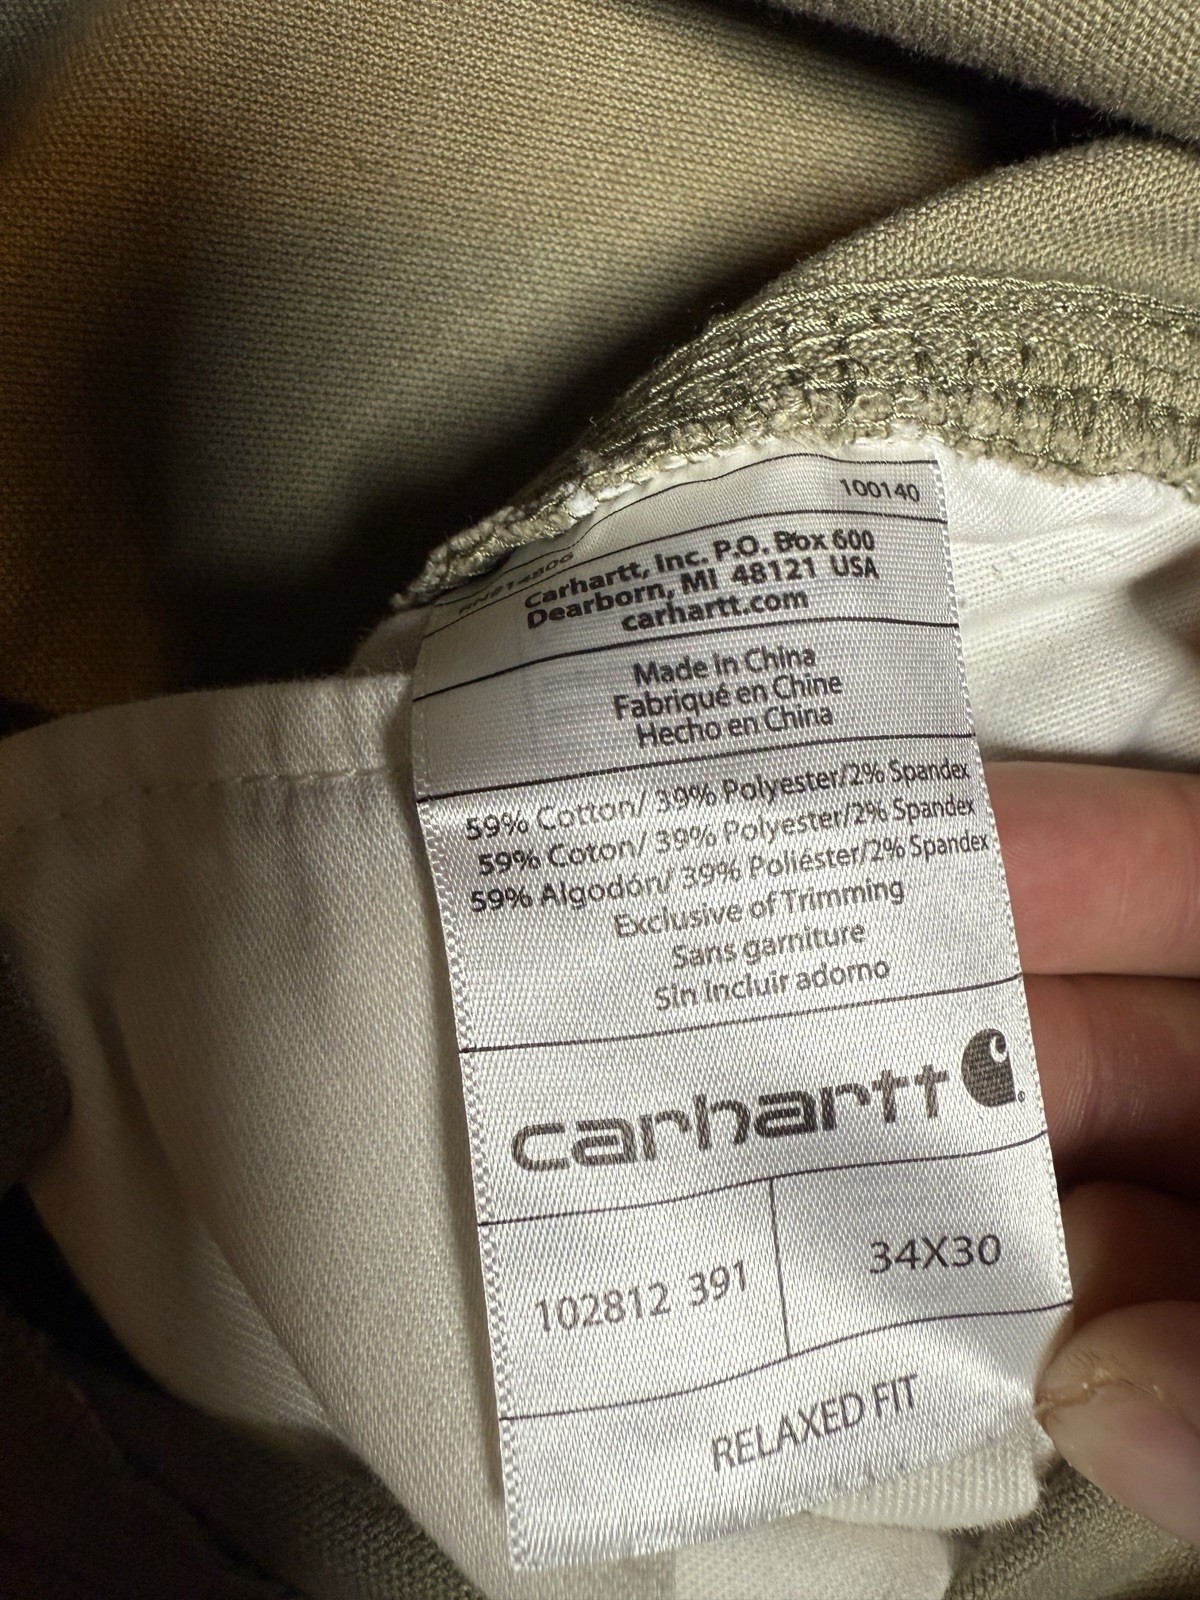 100140
Carhartt, Inc. P.O. Box 600
Dearborn, MI 48121 USA
carhartt.com
Made in China
Fabriqué en Chine
Hecho en China
59% Cotton/ 39% Polyester/2% Spandex
59% Coton/ 39% Polyester/2% Spandex
59% Algodón/ 39% Poliéster/2% Spandex
Exclusive of Trimming
Sans garniture
Sin Incluir adorno
carhartt
102812 391
34X30
RELAXED FIT